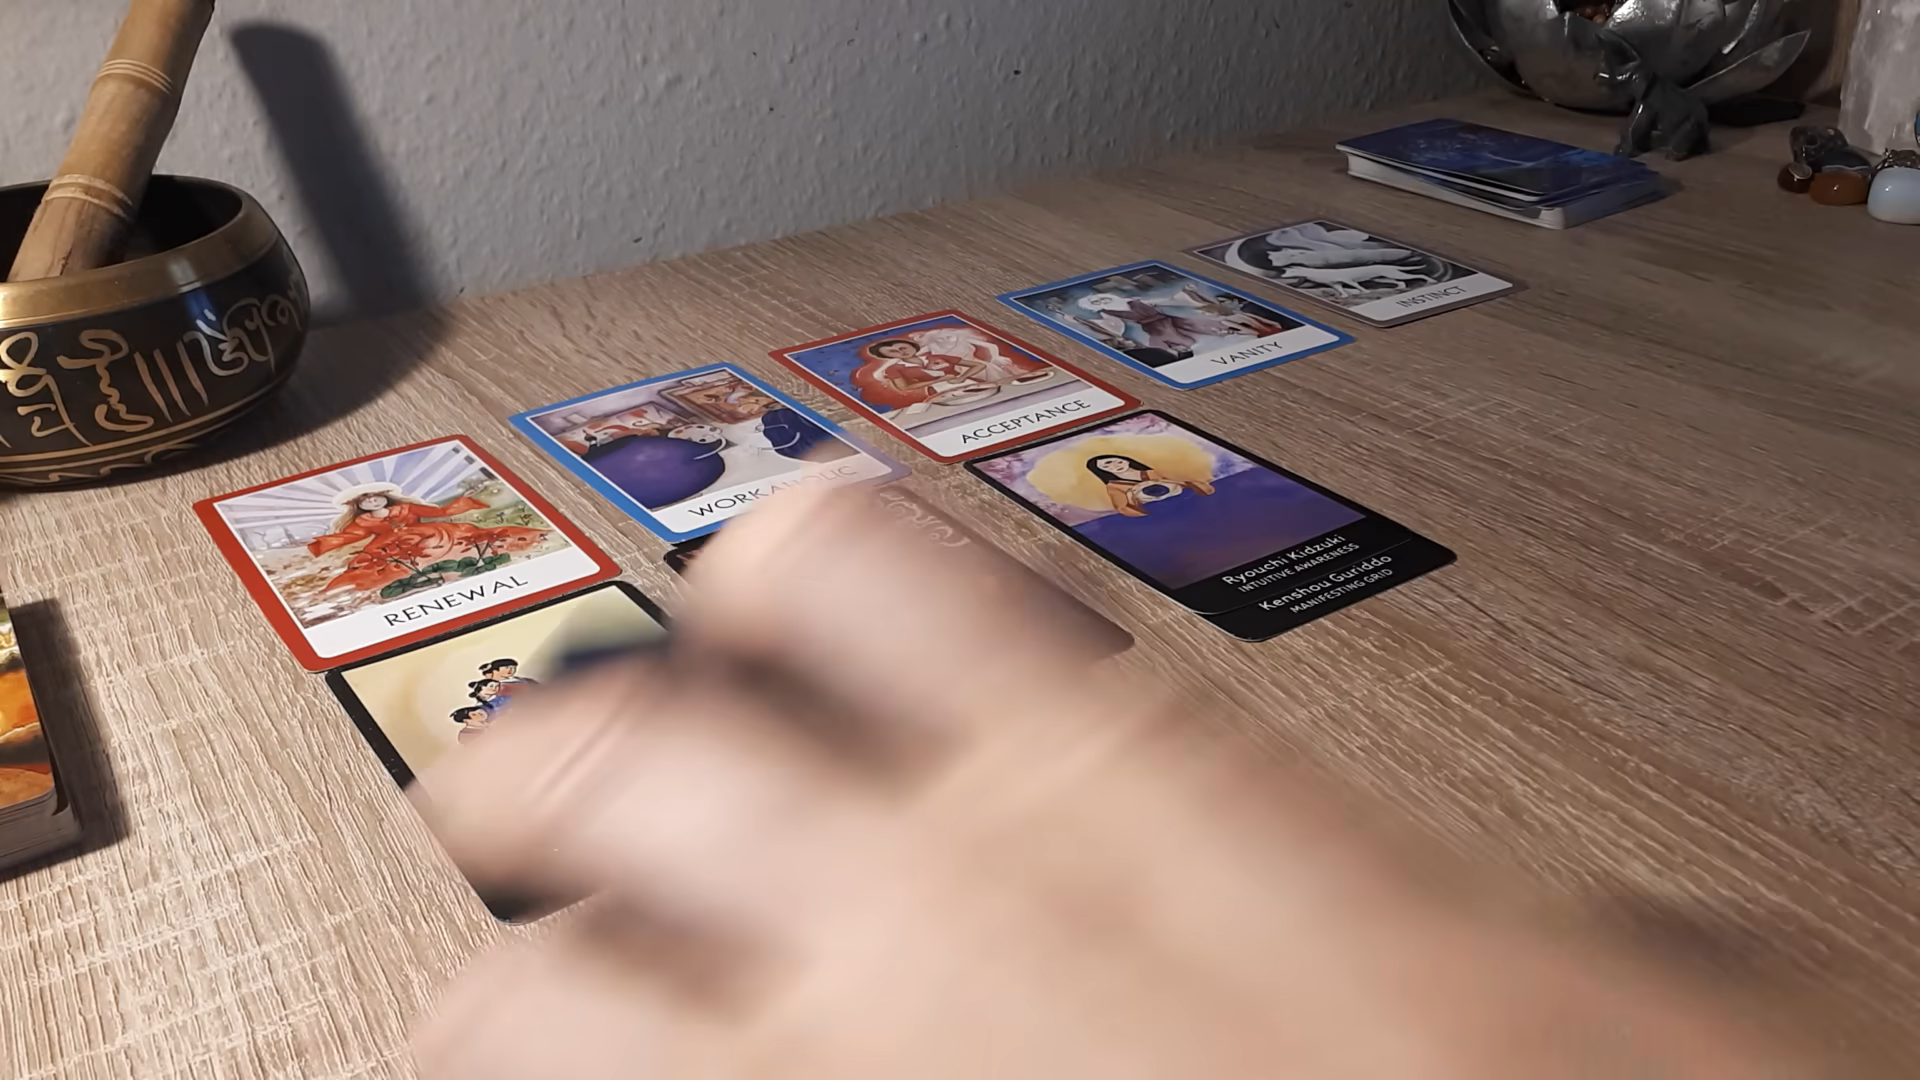 RENEWAL
WORKAHOLIC
ACCEPTANCE
VANITY
INSTINCT
Ryouchi Kidzuki
INTUITIVE AWARENESS
Kenshou Guriddo
MANIFESTING GRID